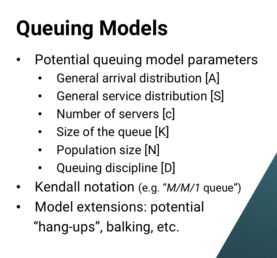 Queuing Models
• Potential queuing model parameters
• General arrival distribution [A]
• General service distribution [S]
• Number of servers [c]
• Size of the queue [K]
• Population size [N]
• Queuing discipline [D]
• Kendall notation (e.g. “M/M/1 queue”)
• Model extensions: potential
“hang-ups”, balking, etc.